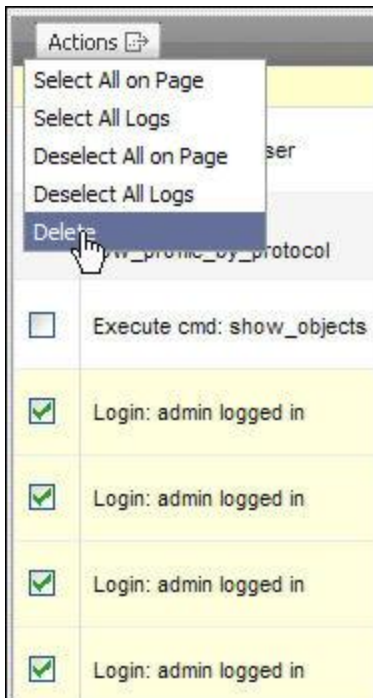 Actions
Select All on Page
Select All Logs
Deselect All on Page
Deselect All Logs
Delete
Execute cmd: show_objects
Login: admin logged in
Login: admin logged in
Login: admin logged in
Login: admin logged in